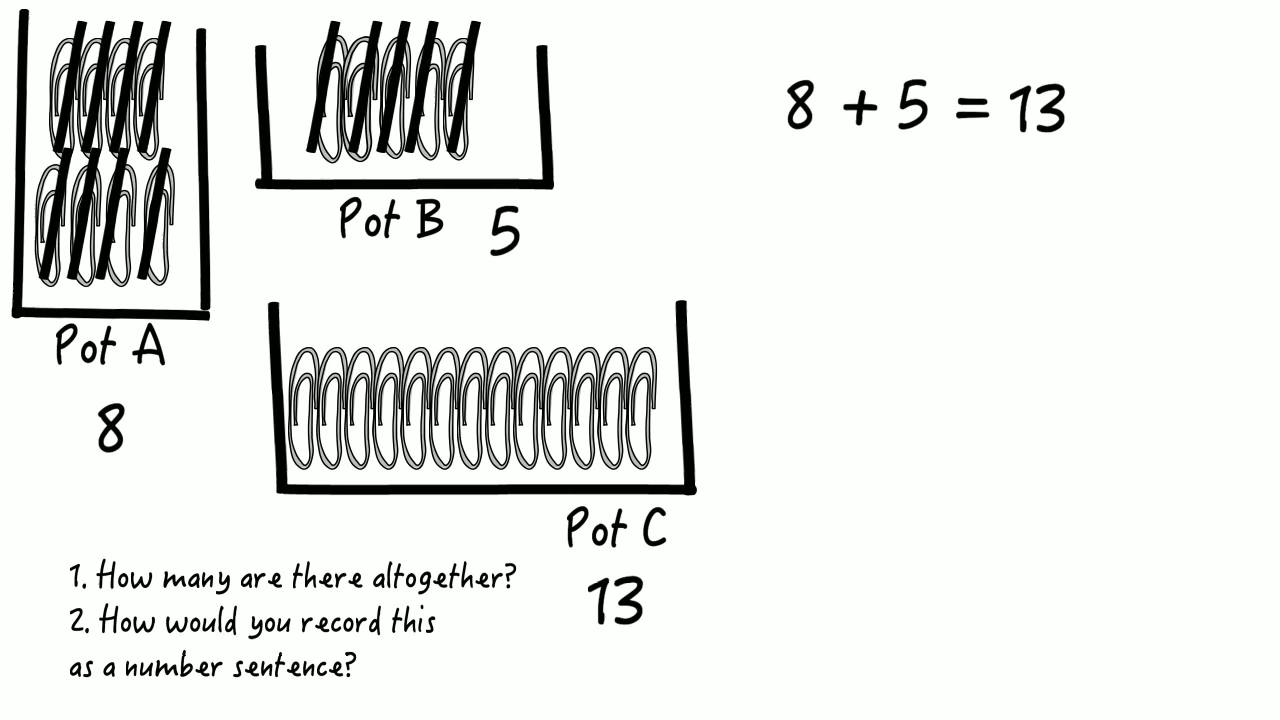 8 + 5 = 13
Pot B 5
Pot A
8
Pot C
13
1. How many are there altogether?
2. How would you record this
as a number sentence?